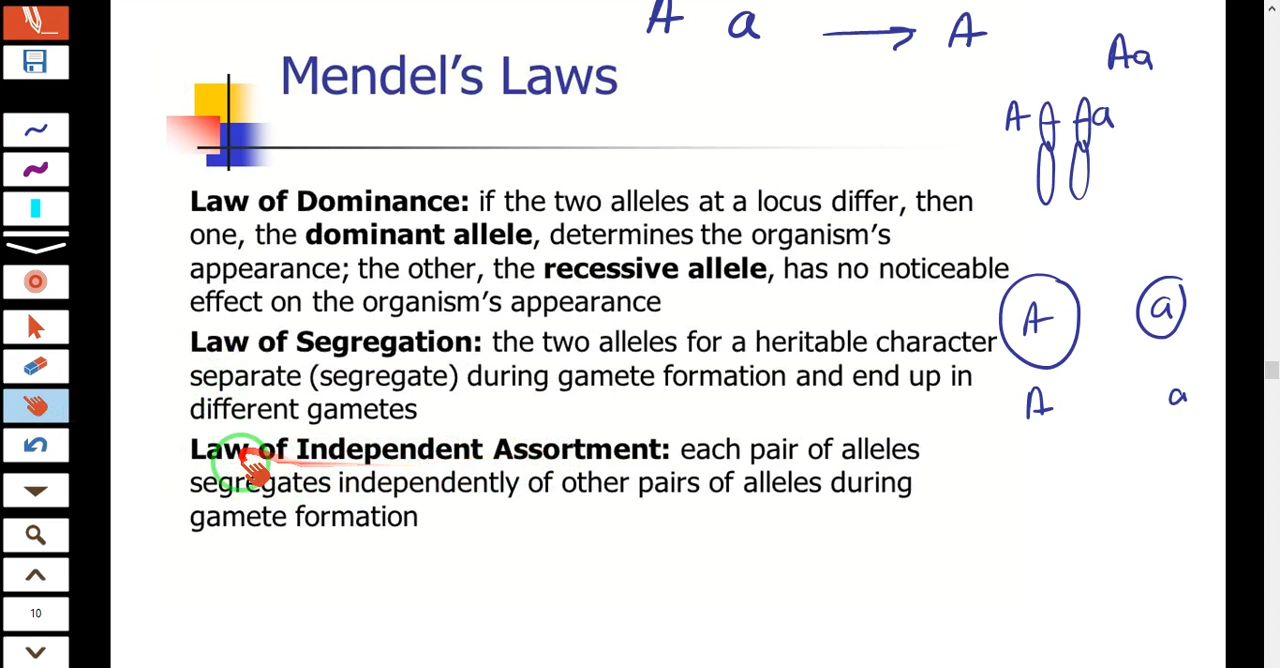 A a → A
Aa
Mendel's Laws
A A A a
Law of Dominance: if the two alleles at a locus differ, then
one, the dominant allele, determines the organism's
appearance; the other, the recessive allele, has no noticeable
effect on the organism's appearance
A a
Law of Segregation: the two alleles for a heritable character
separate (segregate) during gamete formation and end up in
different gametes
A a
Law of Independent Assortment: each pair of alleles
segregates independently of other pairs of alleles during
gamete formation
10